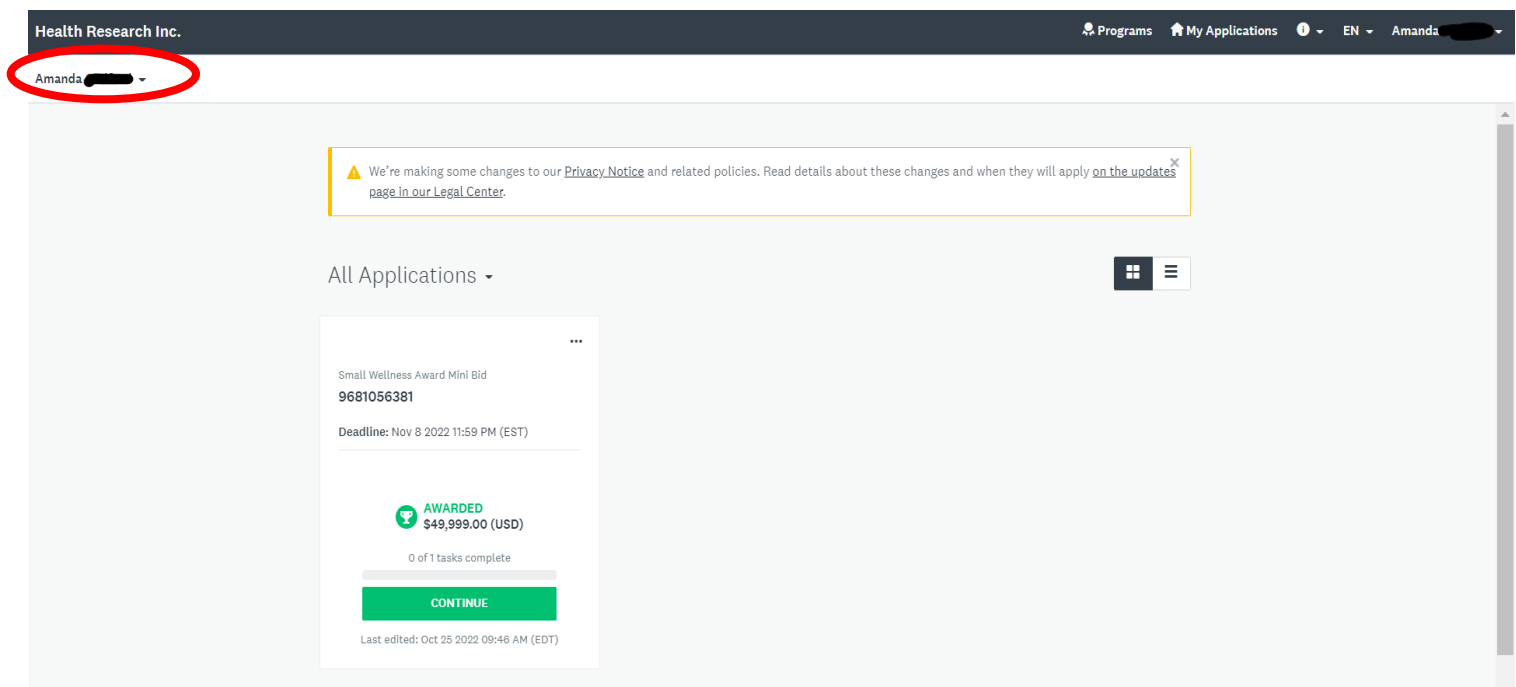 Health Research Inc.
Programs My Applications EN Amanda
Amanda
We're making some changes to our Privacy Notice and related policies. Read details about these changes and when they will apply on the updates
page in our Legal Center.
All Applications
Small Wellness Award Mini Bid
9681056381
Deadline: Nov 8 2022 11:59 PM (EST)
AWARDED
$49,999.00 (USD)
0 of 1 tasks complete
CONTINUE
Last edited: Oct 25 2022 09:46 AM (EDT)